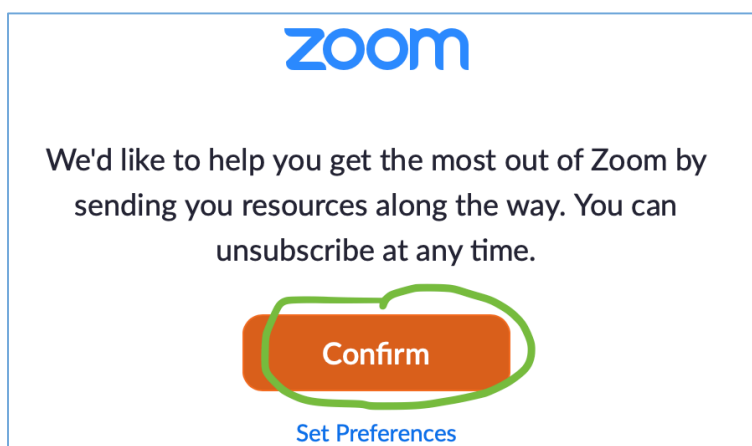 zoom
We'd like to help you get the most out of Zoom by
sending you resources along the way. You can
unsubscribe at any time.
Confirm
Set Preferences